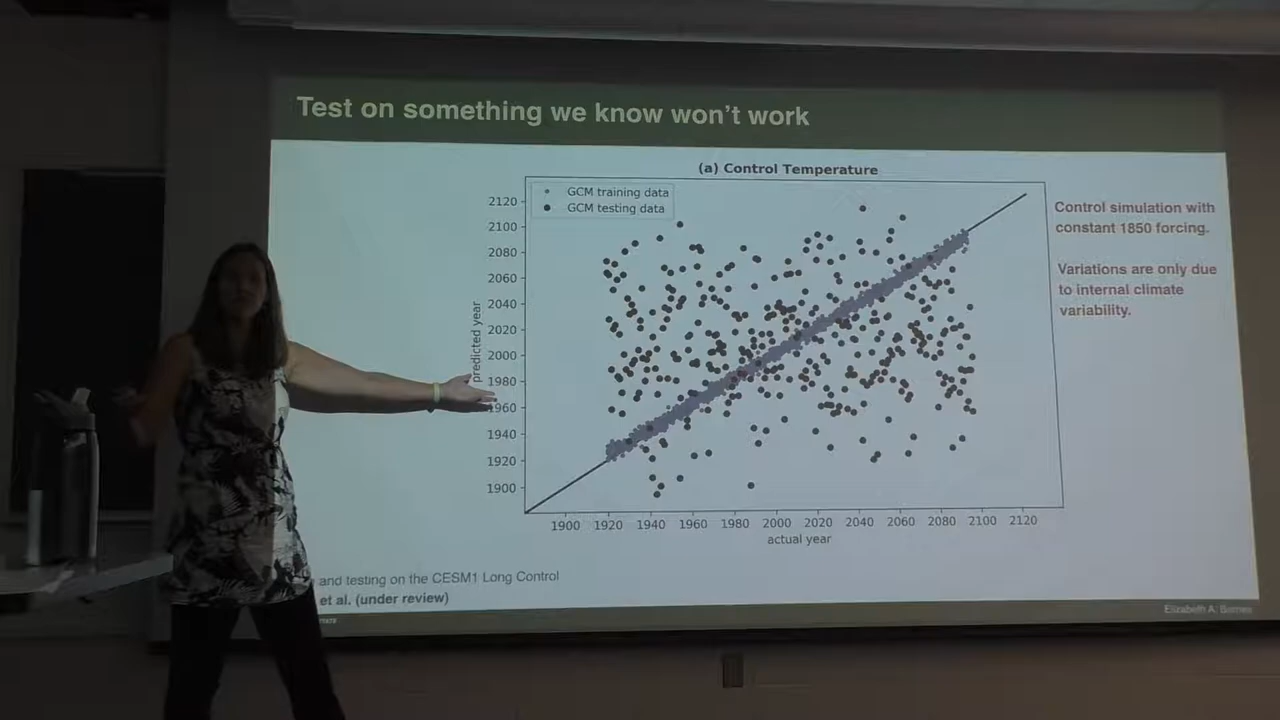 Test on something we know won't work
(a) Control Temperature
GCM training data
GCM testing data
2120
2100
2080
2060
2040
2020
2000
1980
1960
1940
1920
1900
predicted year
1900 1920 1940 1960 1980 2000 2020 2040 2060 2080 2100 2120
actual year
Control simulation with
constant 1850 forcing.
Variations are only due
to internal climate
variability.
and testing on the CESM1 Long Control
et al. (under review)
Elizabeth A. Barnes